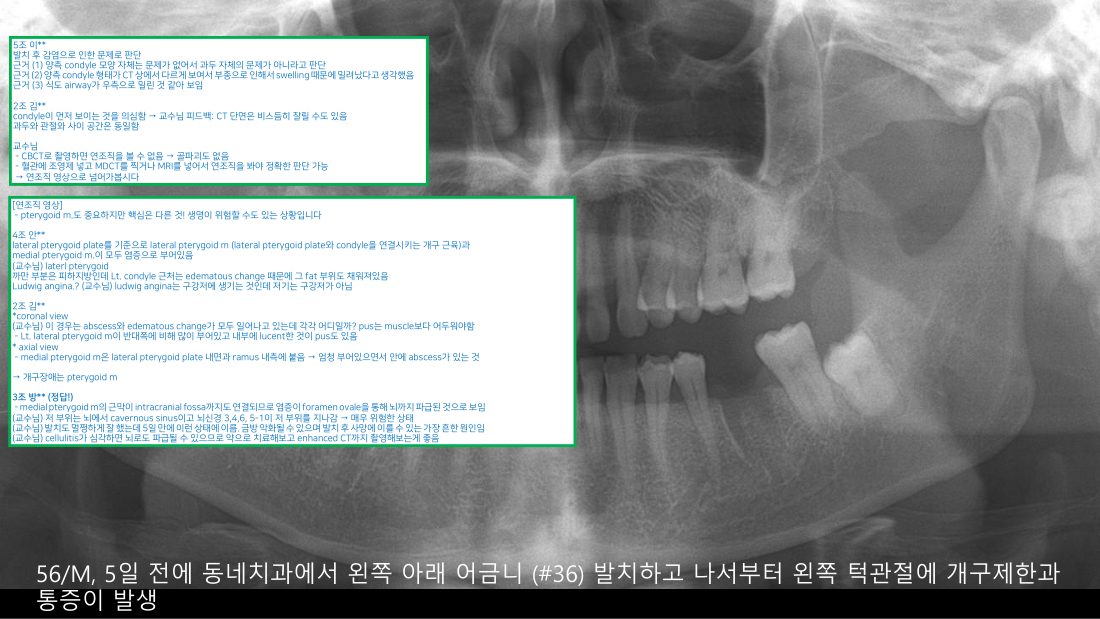 5조 이**
발치 후 감염으로 인한 문제로 판단
근거 (1) 양측 condyle 모양 자체는 문제가 없어서 과두 자체의 문제가 아니라고 판단
근거 (2) 양측 condyle 형태가 CT 상에서 다르게 보여서 부종으로 인해서 swelling 때문에 밀려났다고 생각했음
근거 (3) 식도 airway가 우측으로 밀린 것 같아 보임
2조 김**
condyle이 먼저 보이는 것을 의심함 → 교수님 피드백: CT 단면은 비스듬히 잘릴 수도 있음
과두와 관절와 사이 공간은 동일함
교수님
- CBCT로 촬영하면 연조직을 볼 수 없음 → 골파괴도 없음
- 혈관에 조영제 넣고 MDCT를 찍거나 MRI를 넣어서 연조직을 봐야 정확한 판단 가능
→ 연조직 영상으로 넘어가봅시다
[연조직 영상]
- pterygoid m.도 중요하지만 핵심은 다른 것! 생명이 위험할 수도 있는 상황입니다
4조 안**
lateral pterygoid plate를 기준으로 lateral pterygoid m (lateral pterygoid plate와 condyle을 연결시키는 개구 근육)과
medial pterygoid m.이 모두 염증으로 부어있음
(교수님) laterl pterygoid
까만 부분은 피하지방인데 Lt. condyle 근처는 edematous change 때문에 그 fat 부위도 채워져있음
Ludwig angina.? (교수님) ludwig angina는 구강저에 생기는 것인데 저기는 구강저가 아님
2조 김**
*coronal view
(교수님) 이 경우는 abscess와 edematous change가 모두 일어나고 있는데 각각 어디일까? pus는 muscle보다 어두워야함
- Lt. lateral pterygoid m이 반대쪽에 비해 많이 부어있고 내부에 lucent한 것이 pus도 있음
* axial view
- medial pterygoid m은 lateral pterygoid plate 내면과 ramus 내측에 붙음 → 엄청 부어있으면서 안에 abscess가 있는 것
→ 개구장애는 pterygoid m
3조 방** (정답!)
- medial pterygoid m의 근막이 intracranial fossa까지도 연결되므로 염증이 foramen ovale을 통해 뇌까지 파급된 것으로 보임
(교수님) 저 부위는 뇌에서 cavernous sinus이고 뇌신경 3,4,6, 5-1이 저 부위를 지나감 → 매우 위험한 상태
(교수님) 발치도 멀쩡하게 잘 했는데 5일 만에 이런 상태에 이름. 금방 악화될 수 있으며 발치 후 사망에 이를 수 있는 가장 흔한 원인임
(교수님) cellulitis가 심각하면 뇌로도 파급될 수 있으므로 약으로 치료해보고 enhanced CT까지 촬영해보는게 좋음
56/M, 5일 전에 동네치과에서 왼쪽 아래 어금니 (#36) 발치하고 나서부터 왼쪽 턱관절에 개구제한과
통증이 발생